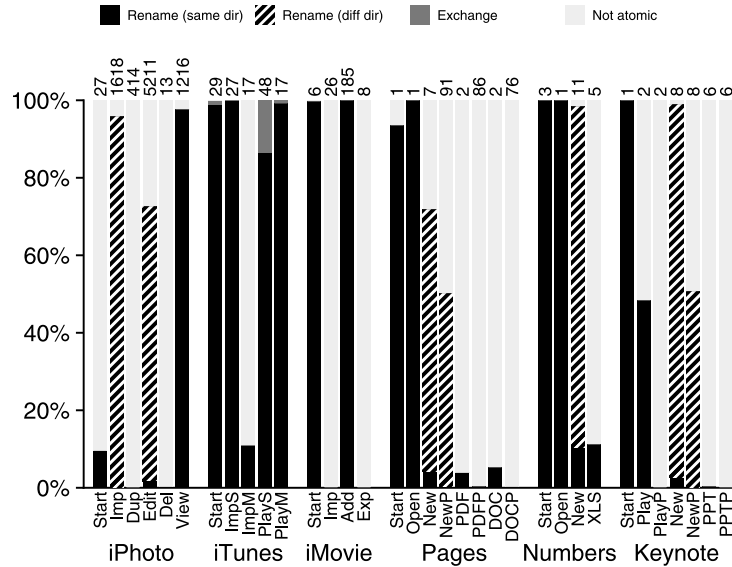 Rename (same dir) Rename (diff dir) Exchange Not atomic
27 1618 414 5211 13 1216 29 27 17 48 17 6 26 185 8 1 1 7 91 2 86 2 76 3 1 11 5 1 2 2 8 8 6 6
100%
80%
60%
40%
20%
0%
Start Imp Dup Edit Del View Start ImpS ImpM PlayS PlayM Start Imp Add Exp Start Open New NewP PDF PDFP DOC DOCP Start Open New XLS Start Play PlayP New NewP PPT PPTP
iPhoto iTunes iMovie Pages Numbers Keynote